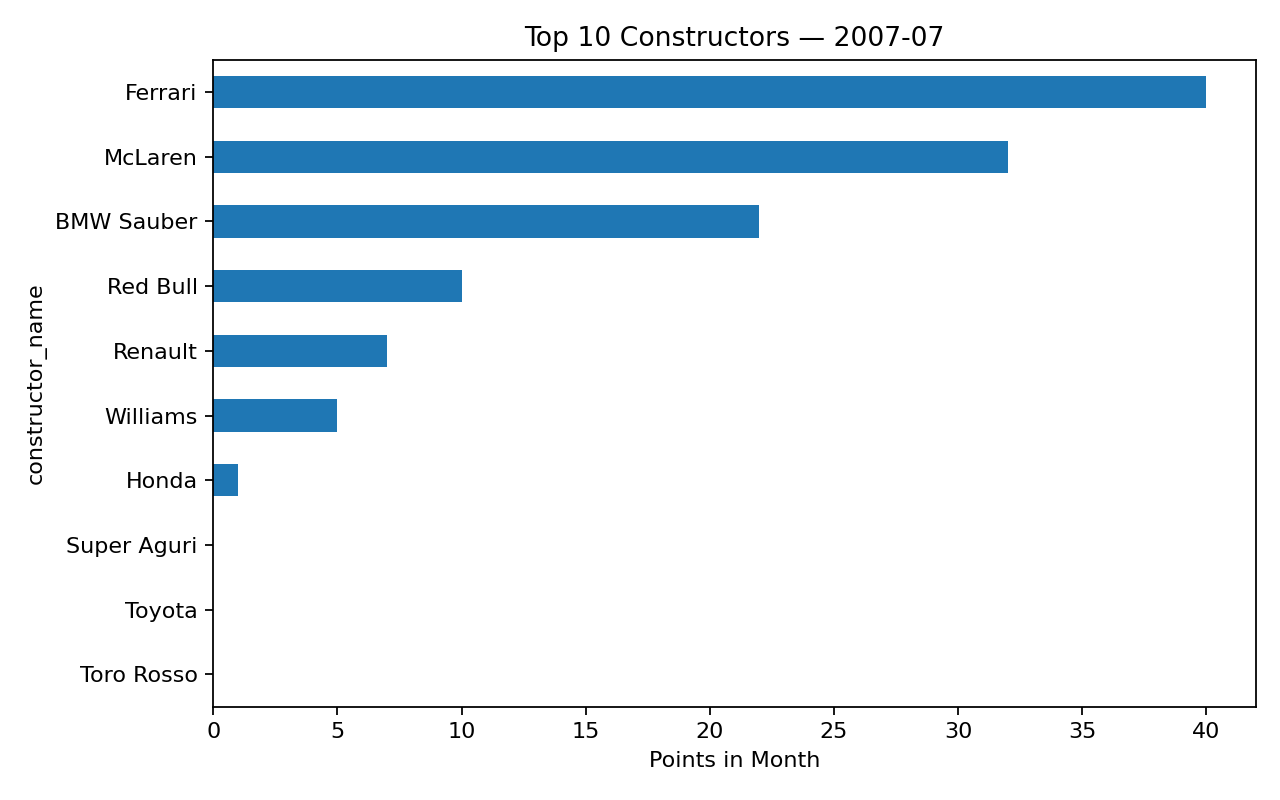 Top 10 Constructors — 2007-07
Ferrari
McLaren
BMW Sauber
Red Bull
Renault
Williams
Honda
Super Aguri
Toyota
Toro Rosso
constructor_name
0 5 10 15 20 25 30 35 40
Points in Month